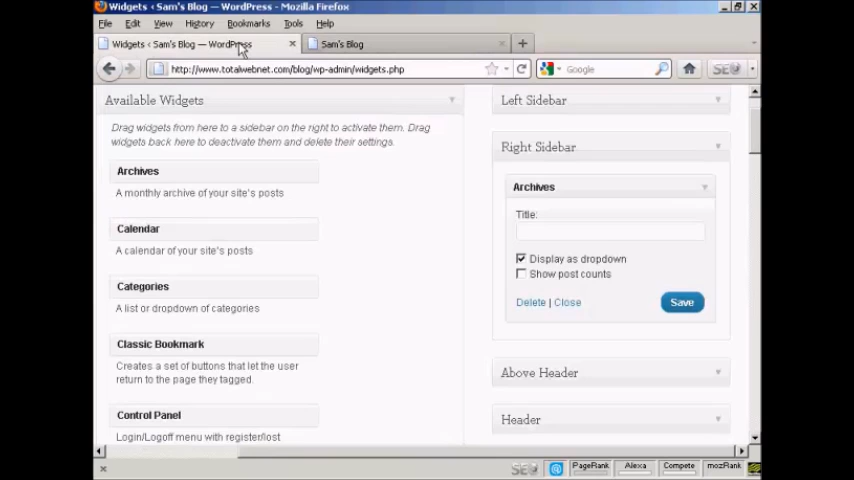 Widgets ‹ Sam's Blog — WordPress - Mozilla Firefox
File Edit View History Bookmarks Tools Help
Widgets ‹ Sam's Blog — WordPress Sam's Blog
http://www.totalwebnet.com/blog/wp-admin/widgets.php Google
Available Widgets
Drag widgets from here to a sidebar on the right to activate them. Drag
widgets back here to deactivate them and delete their settings.
Archives
A monthly archive of your site's posts
Calendar
A calendar of your site's posts
Categories
A list or dropdown of categories
Classic Bookmark
Creates a set of buttons that let the user
return to the page they tagged.
Control Panel
Login/Logoff menu with register/lost
Left Sidebar
Right Sidebar
Archives
Title:
Display as dropdown
Show post counts
Delete | Close Save
Above Header
Header
PageRank Alexa Compete mozRank